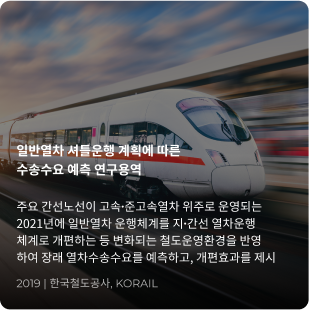 일반열차 셔틀운행 계획에 따른
수송수요 예측 연구용역
주요 간선노선이 고속·준고속열차 위주로 운영되는
2021년에 일반열차 운행체계를 지·간선 열차운행
체계로 개편하는 등 변화되는 철도운영환경을 반영
하여 장래 열차수송수요를 예측하고, 개편효과를 제시
2019 | 한국철도공사, KORAIL